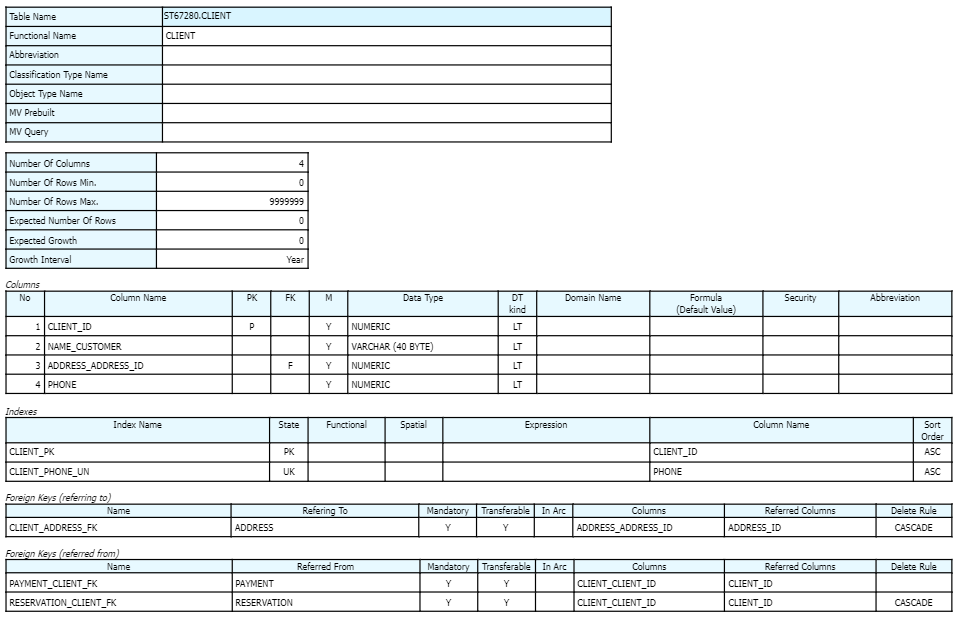 Table Name ST67280.CLIENT
Functional Name CLIENT
Abbreviation
Classification Type Name
Object Type Name
MV Prebuilt
MV Query
Number Of Columns 4
Number Of Rows Min. 0
Number Of Rows Max. 9999999
Expected Number Of Rows 0
Expected Growth 0
Growth Interval Year
Columns
No Column Name PK FK M Data Type DT kind Domain Name Formula (Default Value) Security Abbreviation
1 CLIENT_ID P Y NUMERIC LT
2 NAME_CUSTOMER Y VARCHAR (40 BYTE) LT
3 ADDRESS_ADDRESS_ID F Y NUMERIC LT
4 PHONE Y NUMERIC LT
Indexes
Index Name State Functional Spatial Expression Column Name Sort Order
CLIENT_PK PK CLIENT_ID ASC
CLIENT_PHONE_UN UK PHONE ASC
Foreign Keys (referring to)
Name Refering To Mandatory Transferable In Arc Columns Referred Columns Delete Rule
CLIENT_ADDRESS_FK ADDRESS Y Y ADDRESS_ADDRESS_ID ADDRESS_ID CASCADE
Foreign Keys (referred from)
Name Referred From Mandatory Transferable In Arc Columns Referred Columns Delete Rule
PAYMENT_CLIENT_FK PAYMENT Y Y CLIENT_CLIENT_ID CLIENT_ID
RESERVATION_CLIENT_FK RESERVATION Y Y CLIENT_CLIENT_ID CLIENT_ID CASCADE